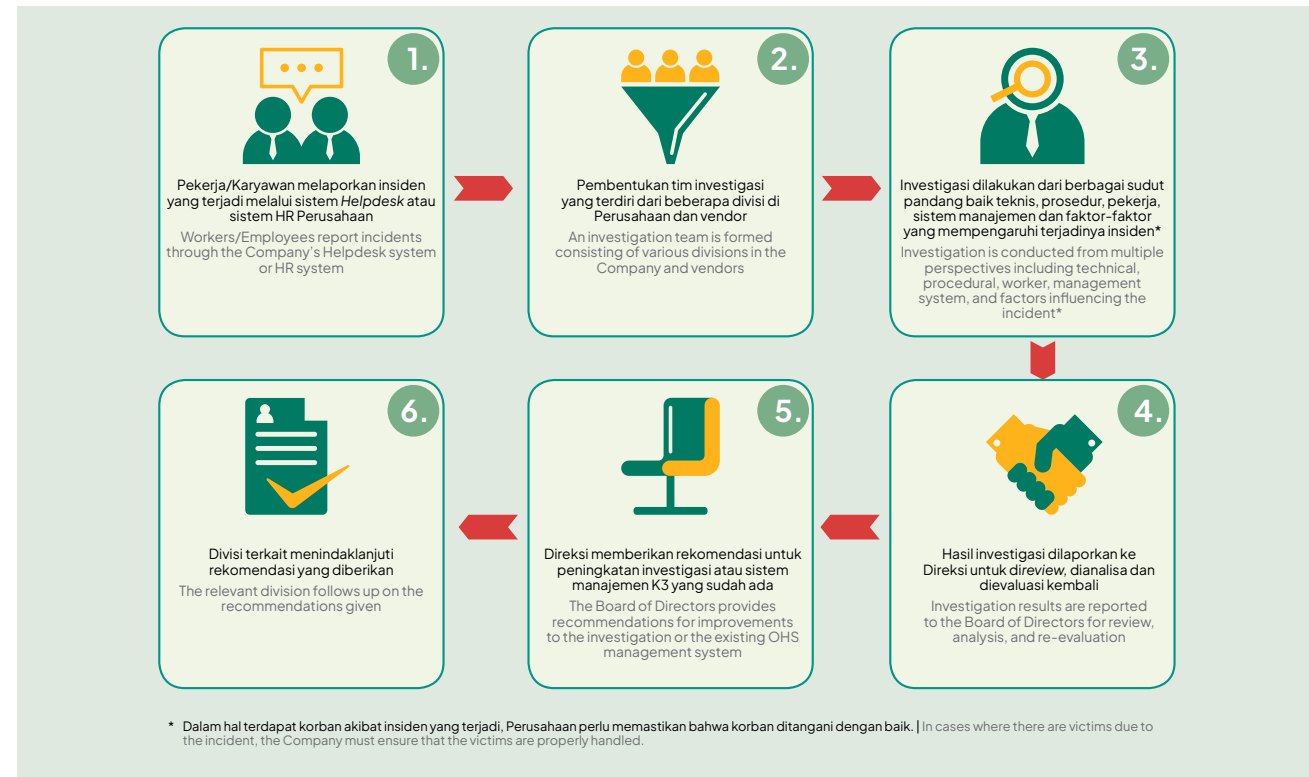 1.
Pekerja/Karyawan melaporkan insiden
yang terjadi melalui sistem Helpdesk atau
sistem HR Perusahaan
Workers/Employees report incidents
through the Company's Helpdesk system
or HR system
2.
Pembentukan tim investigasi
yang terdiri dari beberapa divisi di
Perusahaan dan vendor
An investigation team is formed
consisting of various divisions in the
Company and vendors
3.
Investigasi dilakukan dari berbagai sudut
pandang baik teknis, prosedur, pekerja,
sistem manajemen dan faktor-faktor
yang mempengaruhi terjadinya insiden*
Investigation is conducted from multiple
perspectives including technical,
procedural, worker, management
system, and factors influencing the
incident*
4.
Hasil investigasi dilaporkan ke
Direksi untuk direview, dianalisa dan
dievaluasi kembali
Investigation results are reported
to the Board of Directors for review,
analysis, and re-evaluation
5.
Direksi memberikan rekomendasi untuk
peningkatan investigasi atau sistem
manajemen K3 yang sudah ada
The Board of Directors provides
recommendations for improvements
to the investigation or the existing OHS
management system
6.
Divisi terkait menindaklanjuti
rekomendasi yang diberikan
The relevant division follows up on the
recommendations given
* Dalam hal terdapat korban akibat insiden yang terjadi, Perusahaan perlu memastikan bahwa korban ditangani dengan baik. | In cases where there are victims due to
the incident, the Company must ensure that the victims are properly handled.